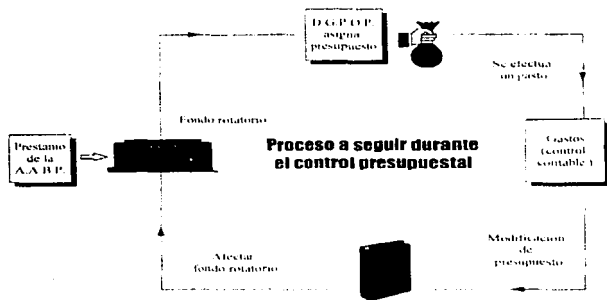 D.G.P.O.P.
asigna
presupuesto
Se efectua
un pasto
Fondo rotatorio
Prestamo
de la
A.A.B.P.
Proceso a seguir durante
el control presupuestal
Gastos
(control
contable )
Modificacion
de
presupuesto
Afectar
fondo rotatorio